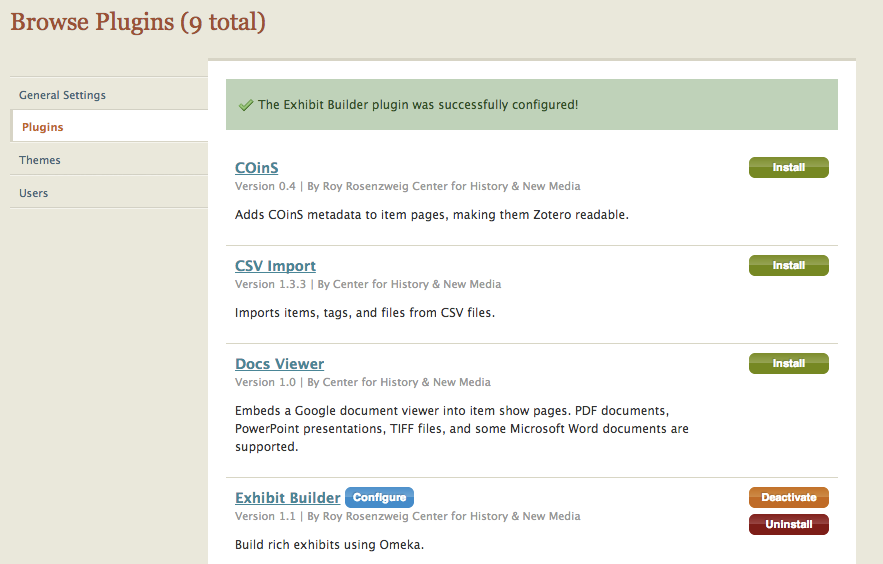 Browse Plugins (9 total)
General Settings
Plugins
Themes
Users
The Exhibit Builder plugin was successfully configured!
COinS
Install
Version 0.4 | By Roy Rosenzweig Center for History & New Media
Adds COinS metadata to item pages, making them Zotero readable.
CSV Import
Install
Version 1.3.3 | By Center for History & New Media
Imports items, tags, and files from CSV files.
Docs Viewer
Install
Version 1.0 | By Center for History & New Media
Embeds a Google document viewer into item show pages. PDF documents,
PowerPoint presentations, TIFF files, and some Microsoft Word documents are
supported.
Exhibit Builder Configure
Deactivate
Version 1.1 | By Roy Rosenzweig Center for History & New Media
Uninstall
Build rich exhibits using Omeka.